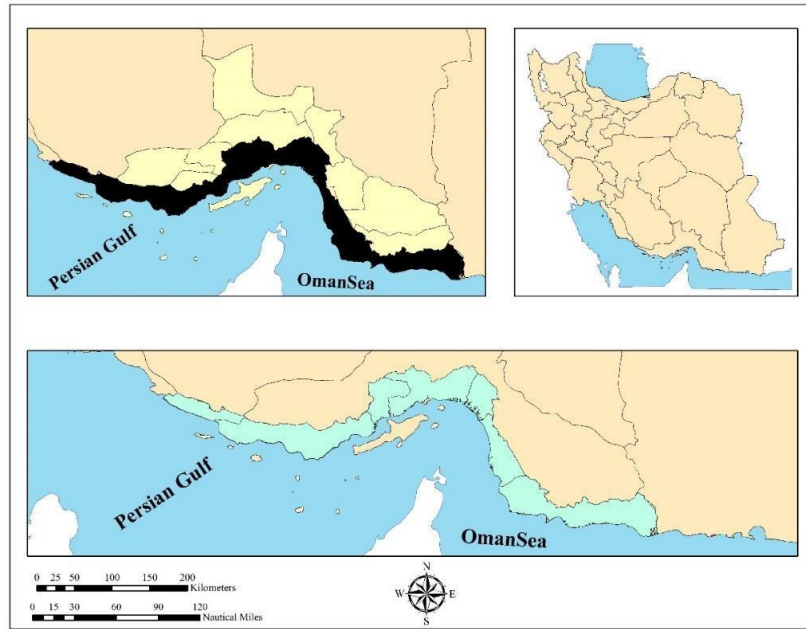 Persian Gulf
OmanSea
Persian Gulf
OmanSea
0 25 50 100 150 200
Kilometers
0 15 30 60 90 120
Nautical Miles
N
W E
S